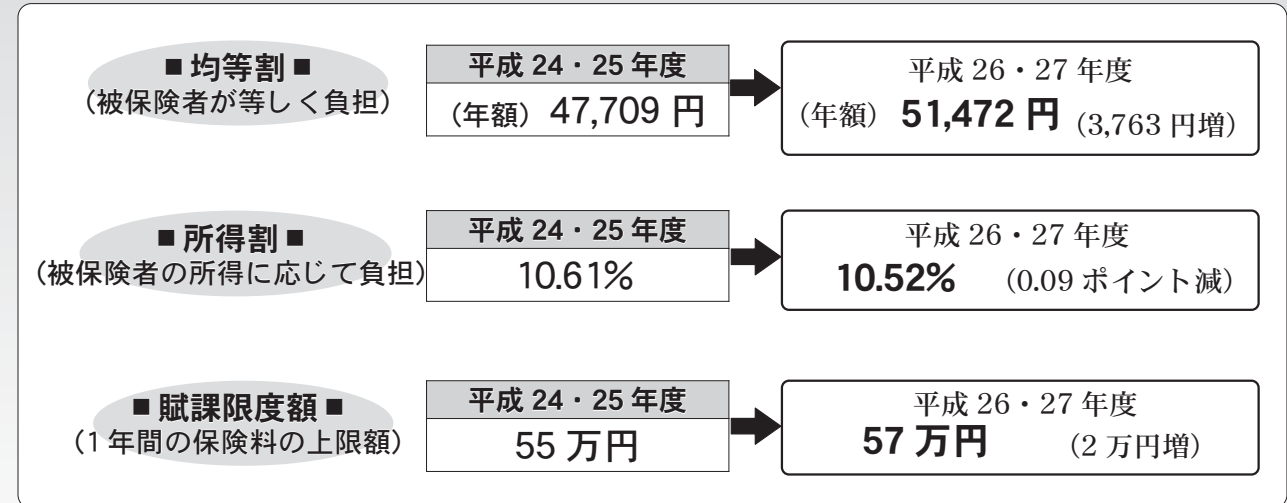 ■ 均等割 ■
（被保険者が等しく負担）
平成 24・25 年度
（年額）47,709 円
平成 26・27 年度
（年額）51,472 円（3,763 円増）
■ 所得割 ■
（被保険者の所得に応じて負担）
平成 24・25 年度
10.61%
平成 26・27 年度
10.52%　（0.09 ポイント減）
■ 賦課限度額 ■
（1 年間の保険料の上限額）
平成 24・25 年度
55 万円
平成 26・27 年度
57 万円　（2 万円増）